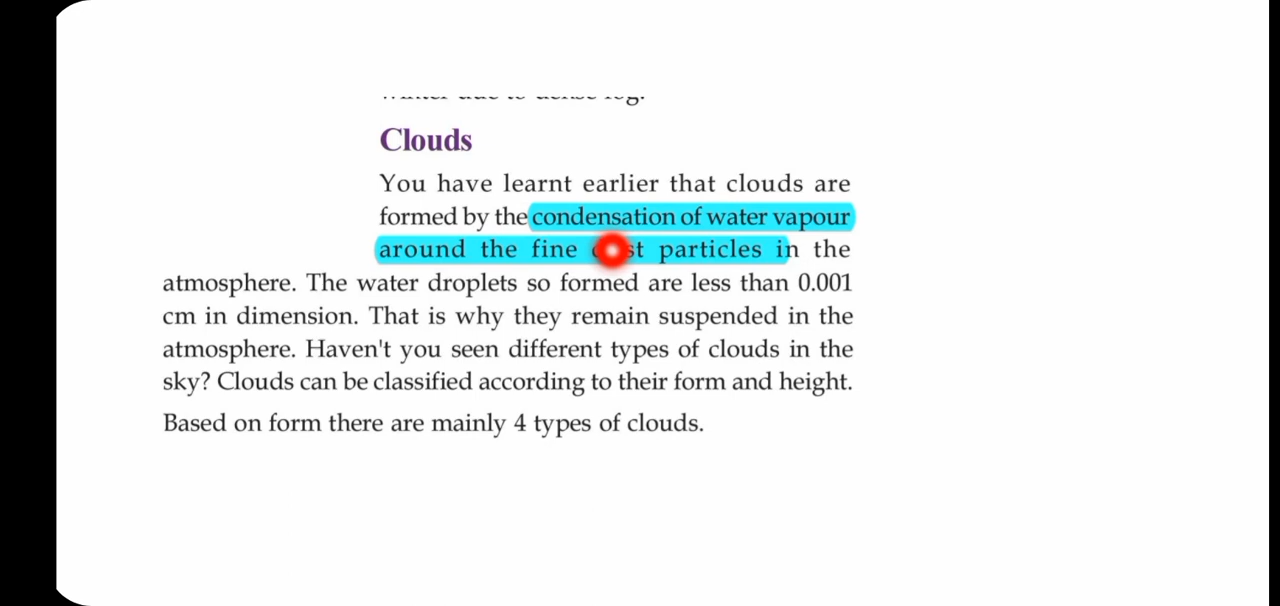 Clouds
You have learnt earlier that clouds are
formed by the condensation of water vapour
around the fine particles in the
atmosphere. The water droplets so formed are less than 0.001
cm in dimension. That is why they remain suspended in the
atmosphere. Haven't you seen different types of clouds in the
sky? Clouds can be classified according to their form and height.
Based on form there are mainly 4 types of clouds.